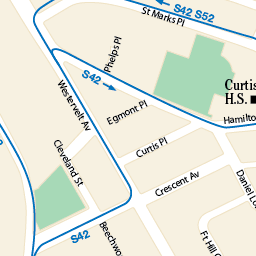 St Marks Pl
S42 S52
Phelps Pl
S42
Westervelt Av
Egmont Pl
Curtis
H.S.
Hamilton
Curtis Pl
Cleveland St
Crescent Av
Daniel
S42
Beechwo
Ft Hill